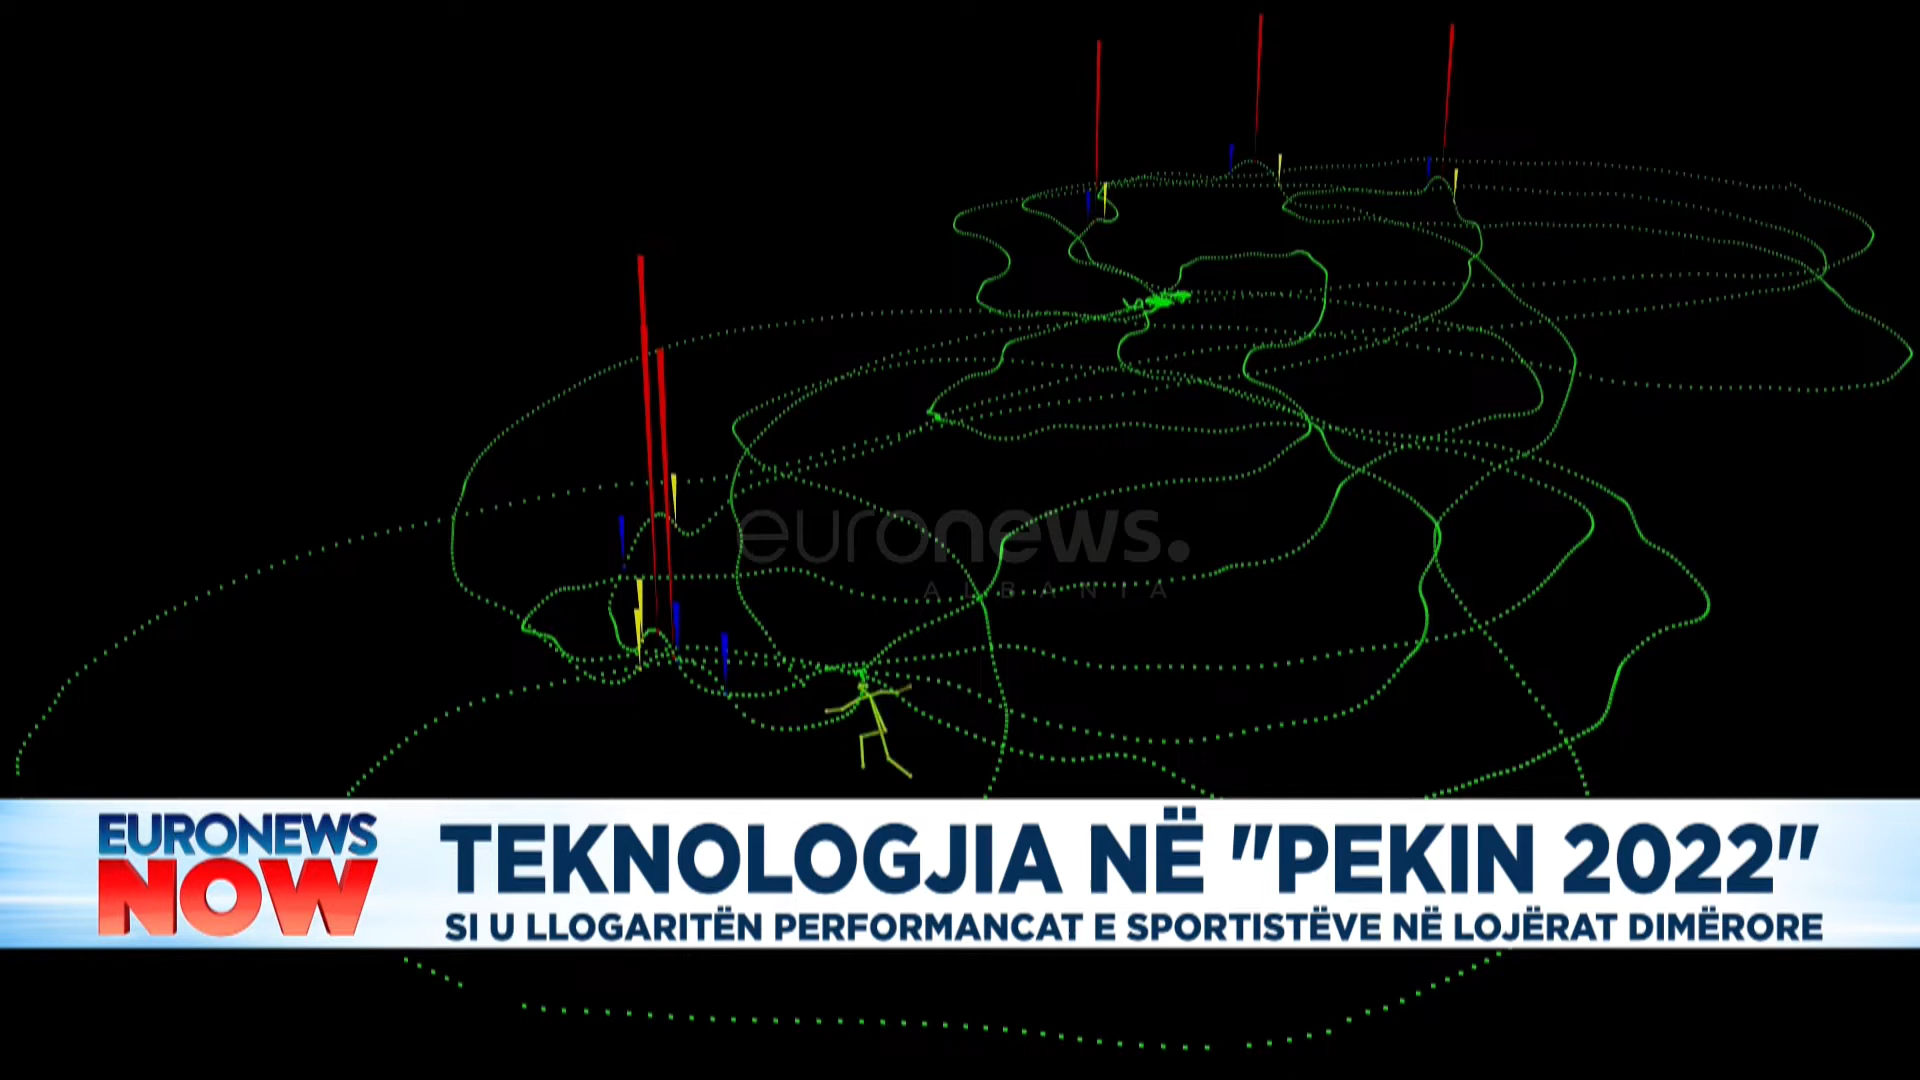 euronews.
ALBANIA
EURONEWS
NOW
TEKNOLOGJIA NË "PEKIN 2022"
SI U LLOGARITËN PERFORMANCAT E SPORTISTËVE NË LOJËRAT DIMËRORE